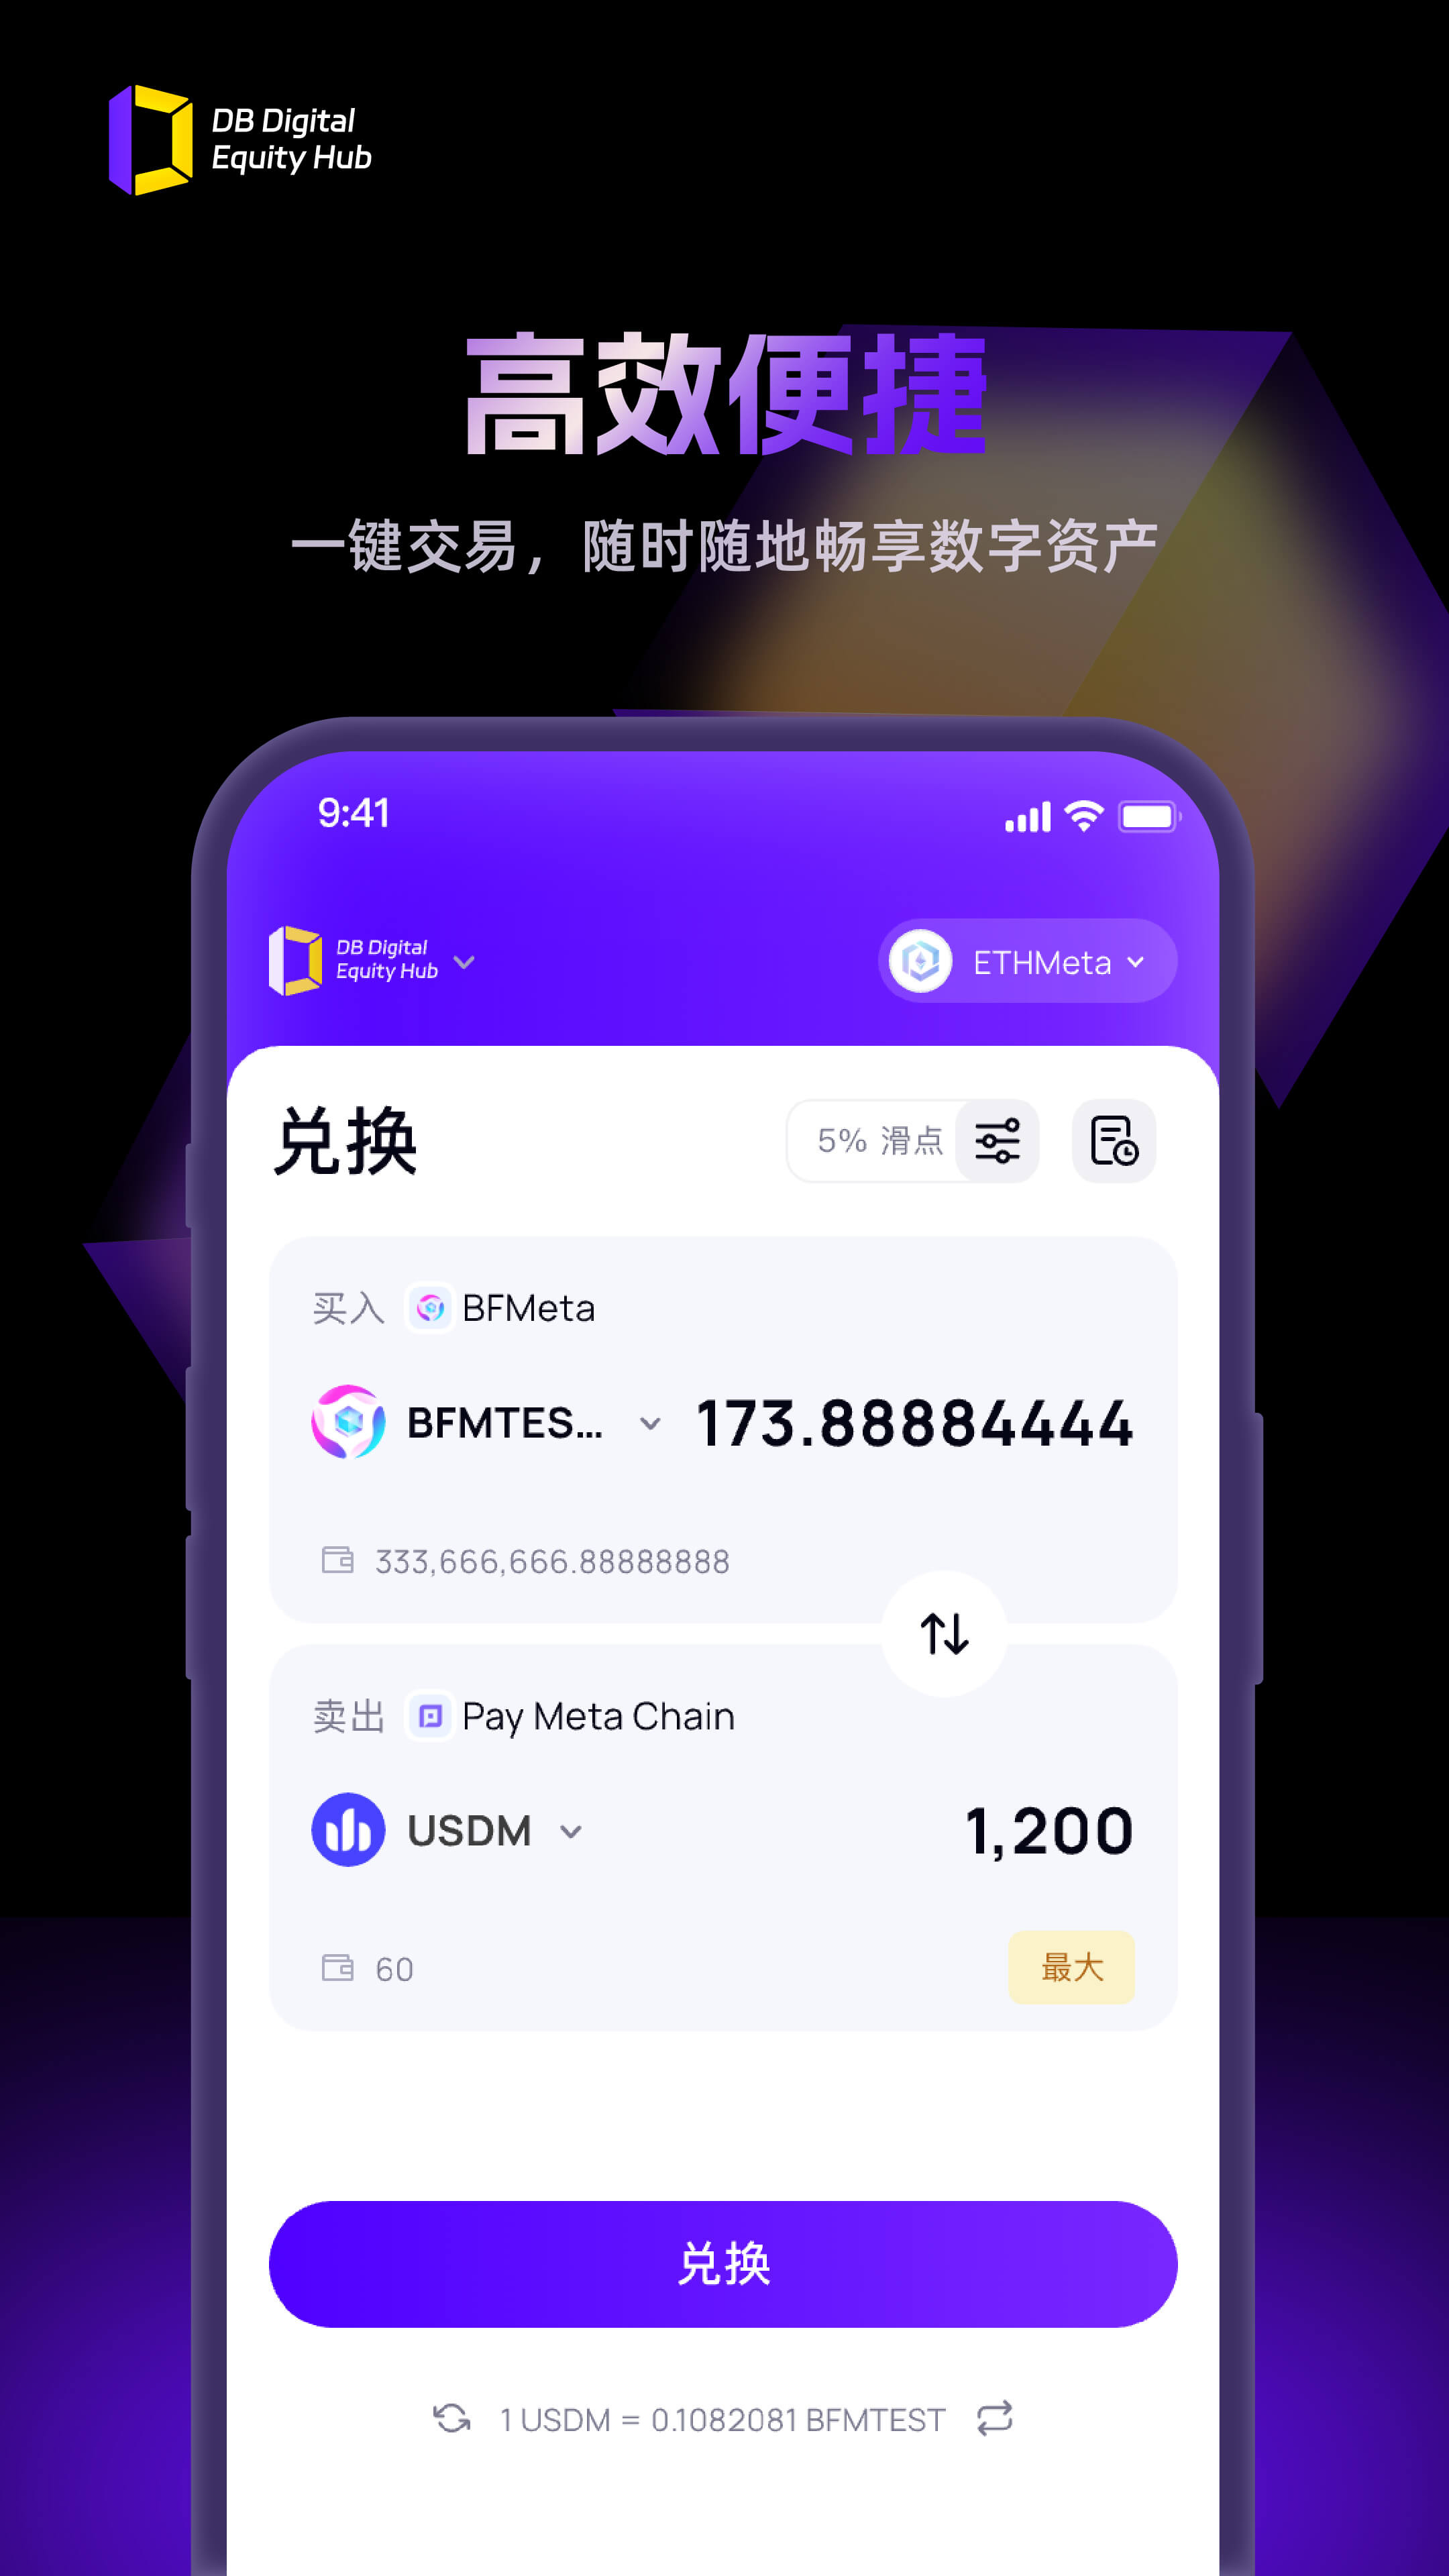 DB Digital
Equity Hub
高效便捷
一键交易，随时随地畅享数字资产
9:41
DB Digital
Equity Hub
ETHMeta
兑换
5% 滑点
买入 BFMeta
BFMTES... 173.88884444
333,666,666.88888888
卖出 Pay Meta Chain
USDM 1,200
60 最大
兑换
1 USDM = 0.1082081 BFMTEST